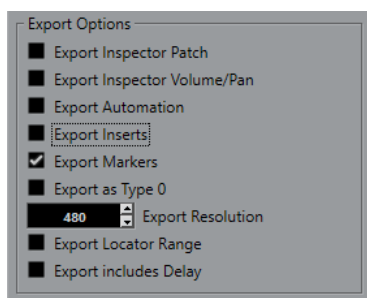 Export Options
Export Inspector Patch
Export Inspector Volume/Pan
Export Automation
Export Inserts
Export Markers
Export as Type 0
480 Export Resolution
Export Locator Range
Export includes Delay